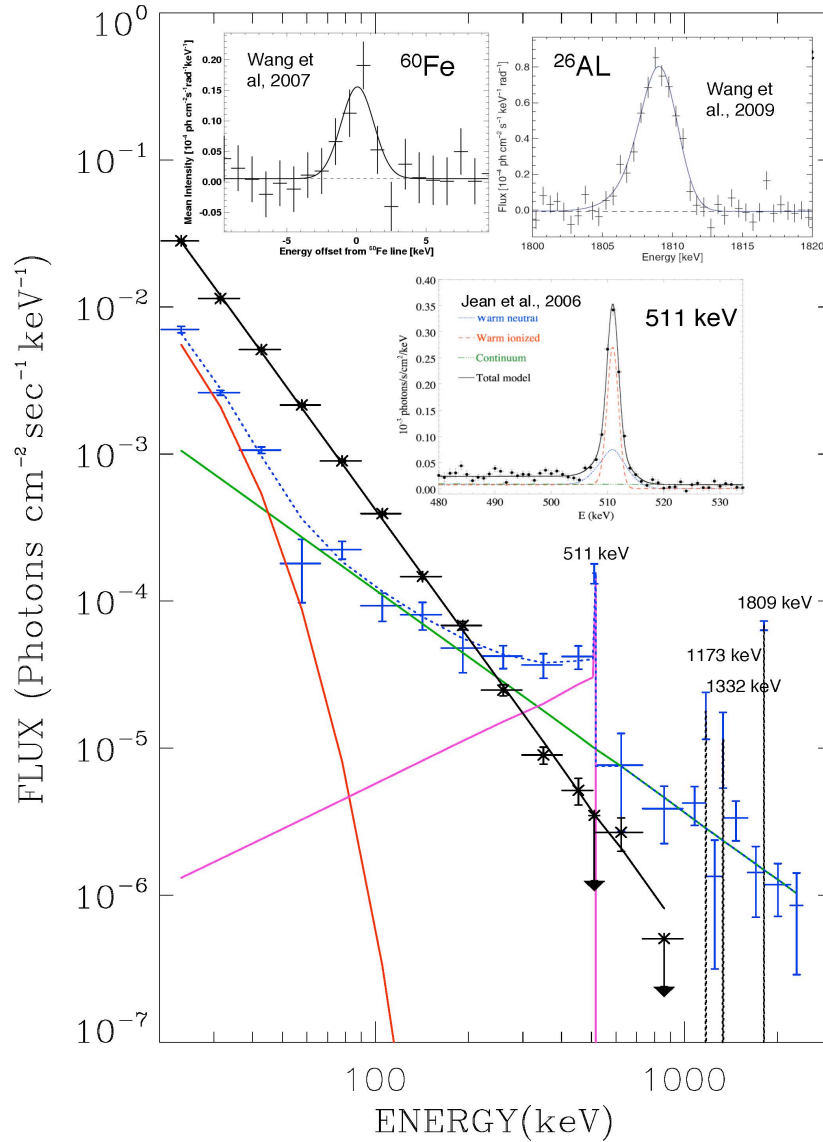 Wang et
al, 2007
⁶⁰Fe
Mean Intensity [10⁻⁴ ph cm⁻²s⁻¹rad⁻¹keV⁻¹]
0.20
0.15
0.10
0.05
0.00
-0.05
-5 0 5
Energy offset from ⁶⁰Fe line [keV]
²⁶AL
Wang et
al., 2009
Flux [10⁻⁴ ph cm⁻² s⁻¹ keV⁻¹ rad⁻¹]
0.8
0.6
0.4
0.2
0.0
1800 1805 1810 1815 1820
Energy [keV]
Jean et al., 2006
511 keV
Warm neutral
Warm ionized
Continuum
Total model
10⁻³ photons/s/cm²/keV
0.40
0.35
0.30
0.25
0.20
0.15
0.10
0.05
0.00
480 490 500 510 520 530
E (keV)
511 keV
1809 keV
1173 keV
1332 keV
FLUX (Photons cm⁻² sec⁻¹ keV⁻¹)
10⁰
10⁻¹
10⁻²
10⁻³
10⁻⁴
10⁻⁵
10⁻⁶
10⁻⁷
100 1000
ENERGY(keV)